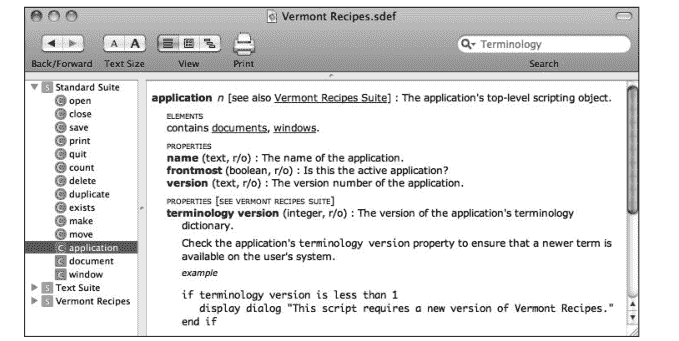 Vermont Recipes.sdef
A A
Terminology
Back/Forward Text Size View Print Search
S Standard Suite
C open
C close
C save
C print
C quit
C count
C delete
C duplicate
C exists
C make
C move
C application
C document
C window
S Text Suite
S Vermont Recipes
application n [see also Vermont Recipes Suite] : The application's top-level scripting object.
ELEMENTS
contains documents, windows.
PROPERTIES
name (text, r/o) : The name of the application.
frontmost (boolean, r/o) : Is this the active application?
version (text, r/o) : The version number of the application.
PROPERTIES [SEE VERMONT RECIPES SUITE]
terminology version (integer, r/o) : The version of the application's terminology
dictionary.
Check the application's terminology version property to ensure that a newer term is
available on the user's system.
example
if terminology version is less than 1
display dialog "This script requires a new version of Vermont Recipes."
end if